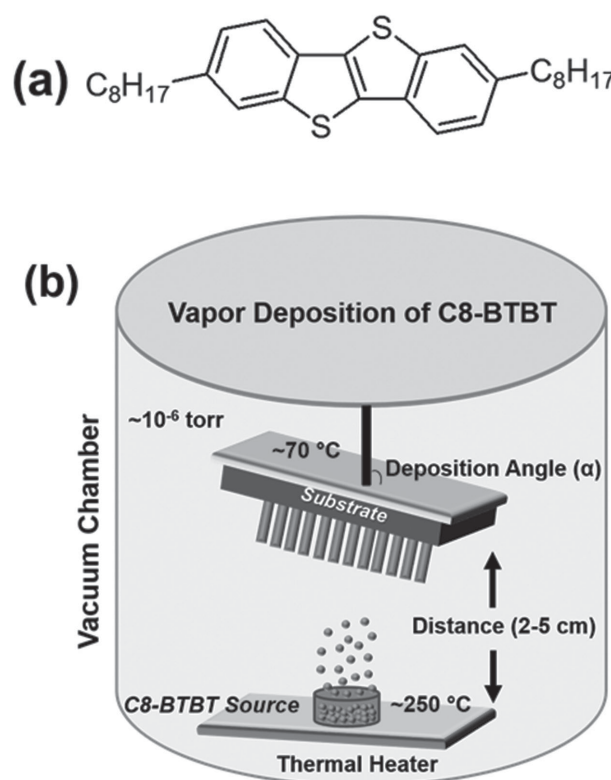 (a)
C8H17
S
S
C8H17
(b)
Vapor Deposition of C8-BTBT
~10⁻⁶ torr
~70 °C
Deposition Angle (α)
Substrate
Vacuum Chamber
Distance (2-5 cm)
C8-BTBT Source
~250 °C
Thermal Heater